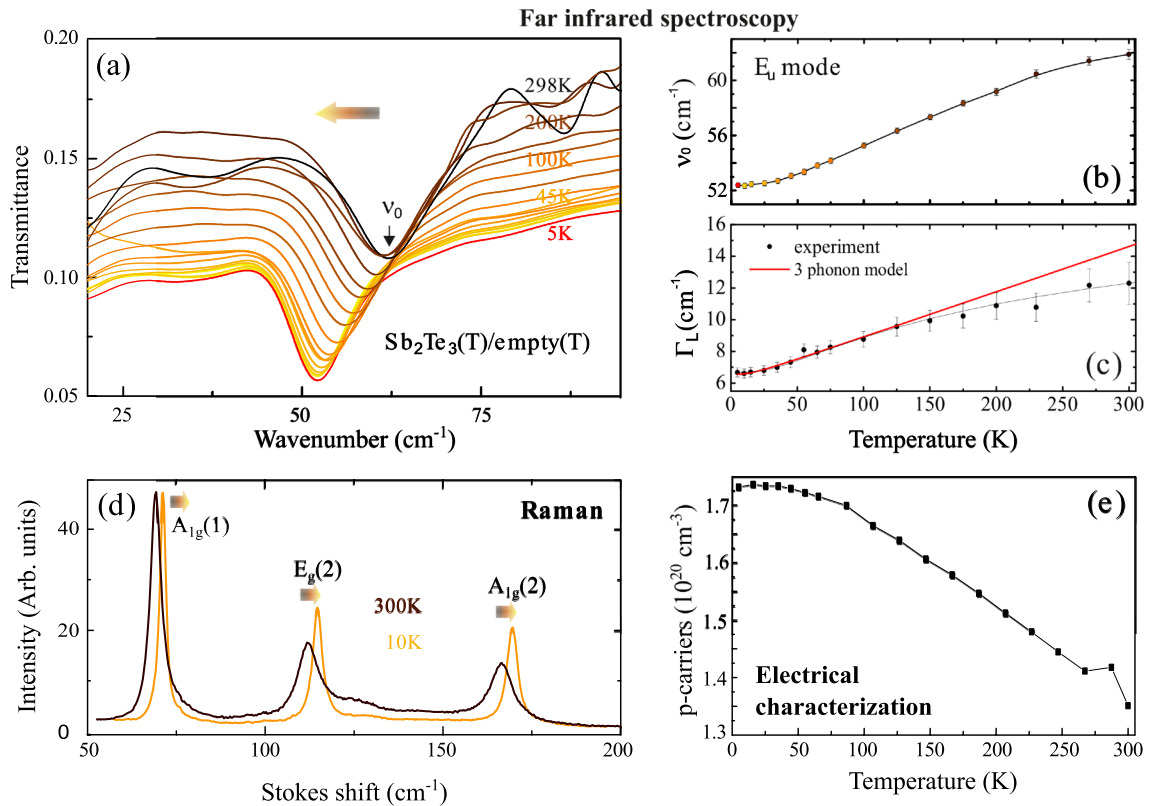 Far infrared spectroscopy
(a)
0.20
0.15
0.10
0.05
Transmittance
298K
200K
100K
45K
5K
ν0
Sb2Te3(T)/empty(T)
25
50
75
Wavenumber (cm-1)
Eu mode
60
56
52
ν0 (cm-1)
(b)
16
14
12
10
8
6
ΓL(cm-1)
experiment
3 phonon model
(c)
0
50
100
150
200
250
300
Temperature (K)
(d)
Raman
40
20
0
Intensity (Arb. units)
A1g(1)
Eg(2)
A1g(2)
300K
10K
50
100
150
200
Stokes shift (cm-1)
(e)
1.7
1.6
1.5
1.4
1.3
p-carriers (10^20 cm-3)
Electrical
characterization
0
50
100
150
200
250
300
Temperature (K)